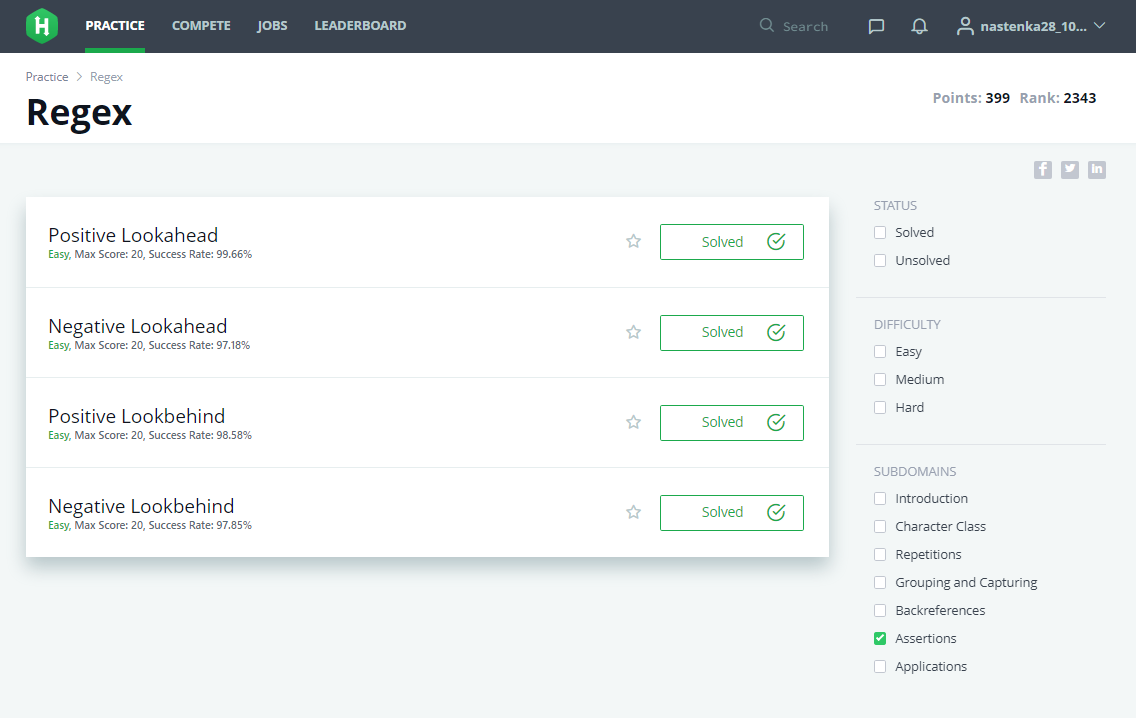 H PRACTICE COMPETE JOBS LEADERBOARD Search nastenka28_10...
Practice > Regex
Regex
Points: 399 Rank: 2343
f in
Positive Lookahead
Easy, Max Score: 20, Success Rate: 99.66%
Solved
Negative Lookahead
Easy, Max Score: 20, Success Rate: 97.18%
Solved
Positive Lookbehind
Easy, Max Score: 20, Success Rate: 98.58%
Solved
Negative Lookbehind
Easy, Max Score: 20, Success Rate: 97.85%
Solved
STATUS
Solved
Unsolved
DIFFICULTY
Easy
Medium
Hard
SUBDOMAINS
Introduction
Character Class
Repetitions
Grouping and Capturing
Backreferences
Assertions
Applications